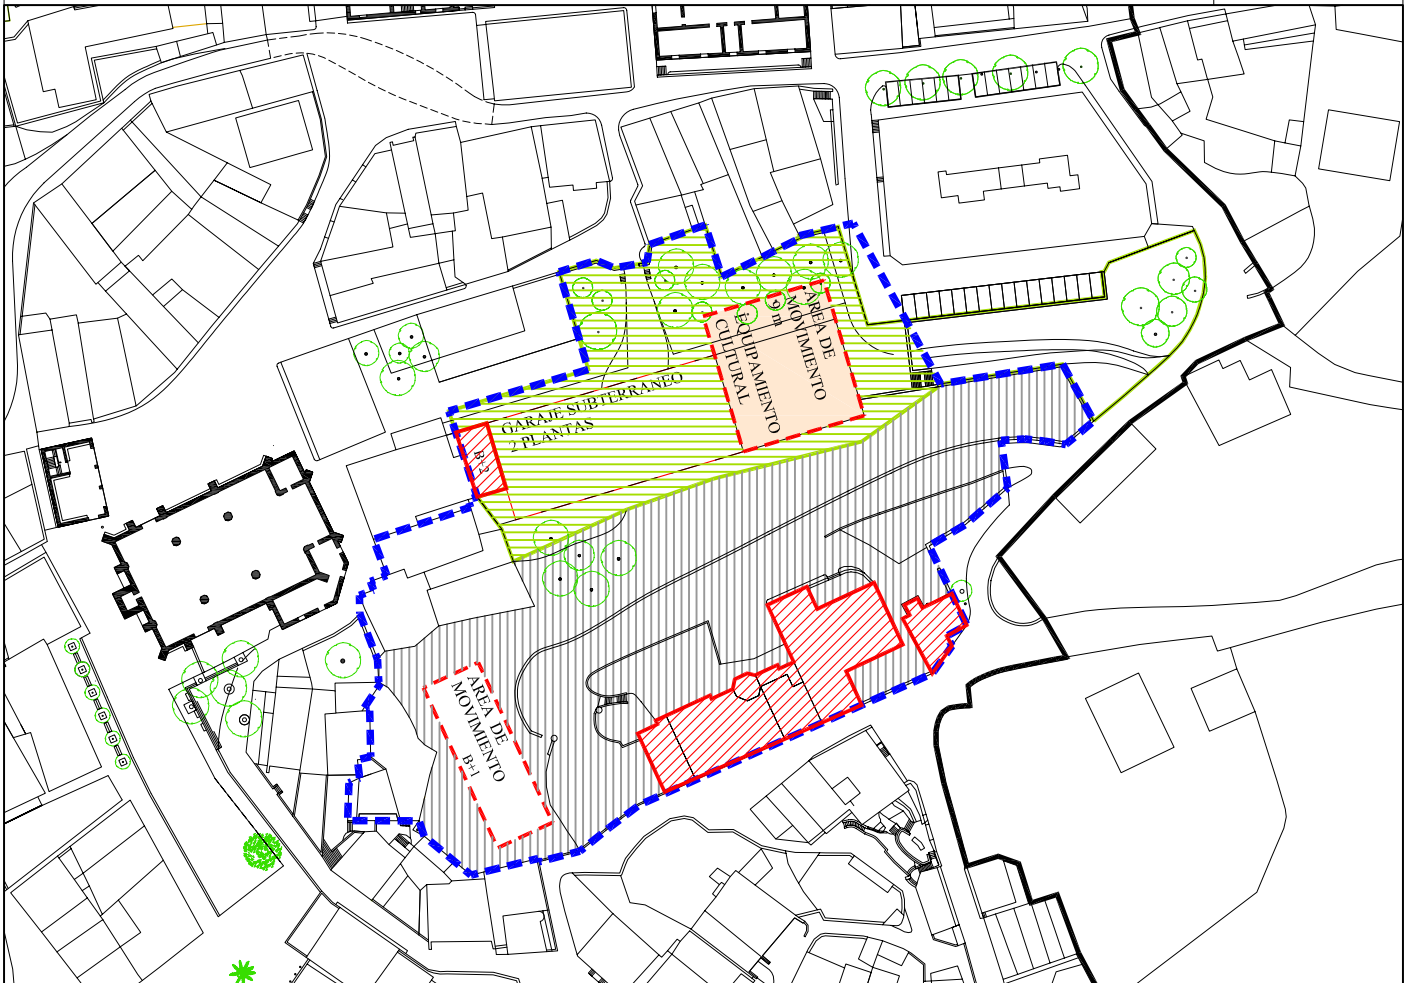 AREA DE
MOVIMIENTO
9 m
EQUIPAMIENTO
CULTURAL
GARAJE SUBTERRANEO
2 PLANTAS
B+2
AREA DE
MOVIMIENTO
B+1